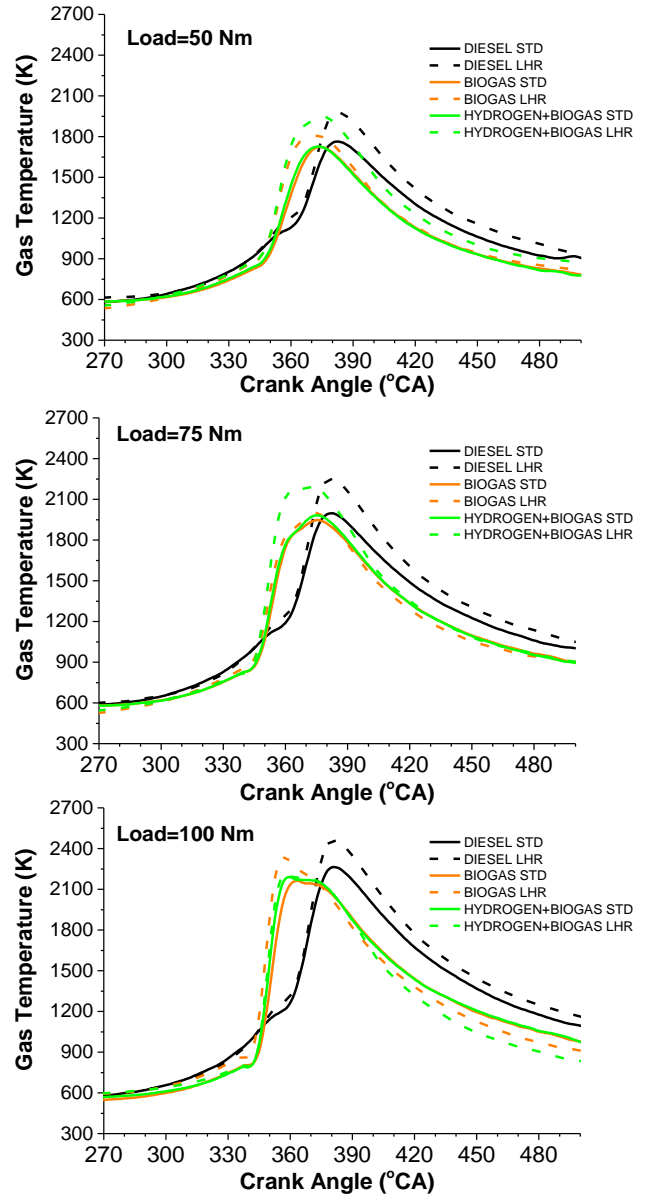 Load=50 Nm
DIESEL STD
DIESEL LHR
BIOGAS STD
BIOGAS LHR
HYDROGEN+BIOGAS STD
HYDROGEN+BIOGAS LHR
Gas Temperature (K)
2700
2400
2100
1800
1500
1200
900
600
300
270 300 330 360 390 420 450 480
Crank Angle (°CA)
Load=75 Nm
DIESEL STD
DIESEL LHR
BIOGAS STD
BIOGAS LHR
HYDROGEN+BIOGAS STD
HYDROGEN+BIOGAS LHR
Gas Temperature (K)
2700
2400
2100
1800
1500
1200
900
600
300
270 300 330 360 390 420 450 480
Crank Angle (°CA)
Load=100 Nm
DIESEL STD
DIESEL LHR
BIOGAS STD
BIOGAS LHR
HYDROGEN+BIOGAS STD
HYDROGEN+BIOGAS LHR
Gas Temperature (K)
2700
2400
2100
1800
1500
1200
900
600
300
270 300 330 360 390 420 450 480
Crank Angle (°CA)